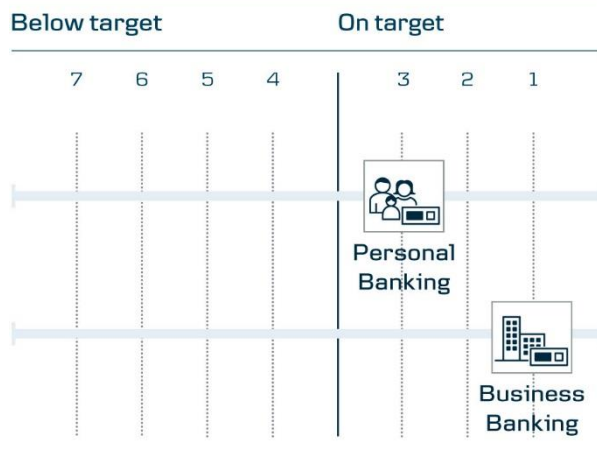 Below target On target
7 6 5 4 3 2 1
Personal
Banking
Business
Banking